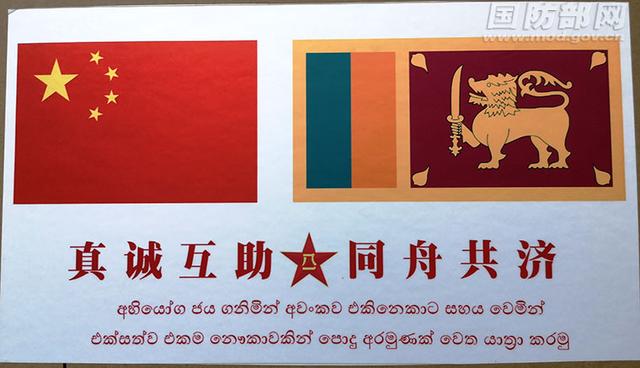 国防部网
www.mod.gov.cn
真诚互助 八一 同舟共济
අභියෝග ජය ගනිමින් අවංකව එකිනෙකාට සහය වෙමින්
එක්සත්ව එකම නෞකාවකින් පොදු අරමුණක් වෙත යාත්‍රා කරමු